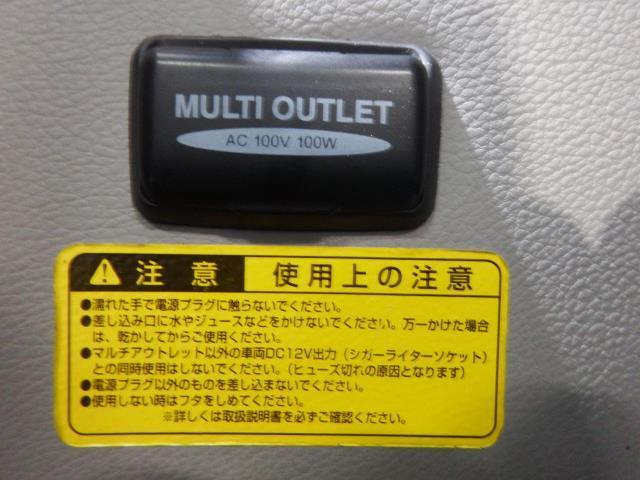 MULTI OUTLET
AC 100V 100W
注意 使用上の注意
●濡れた手で電源プラグに触らないでください。
●差し込み口に水やジュースなどをかけないでください。万一かけた場合
は、乾かしてからご使用ください。
●マルチアウトレット以外の車両DC12V出力（シガーライターソケット）
との同時使用はしないでください。（ヒューズ切れの原因となります）
●電源プラグ以外のものを差し込まないでください。
●使用しない時はフタをしめてください。
※詳しくは取扱説明書を必ずご確認ください。